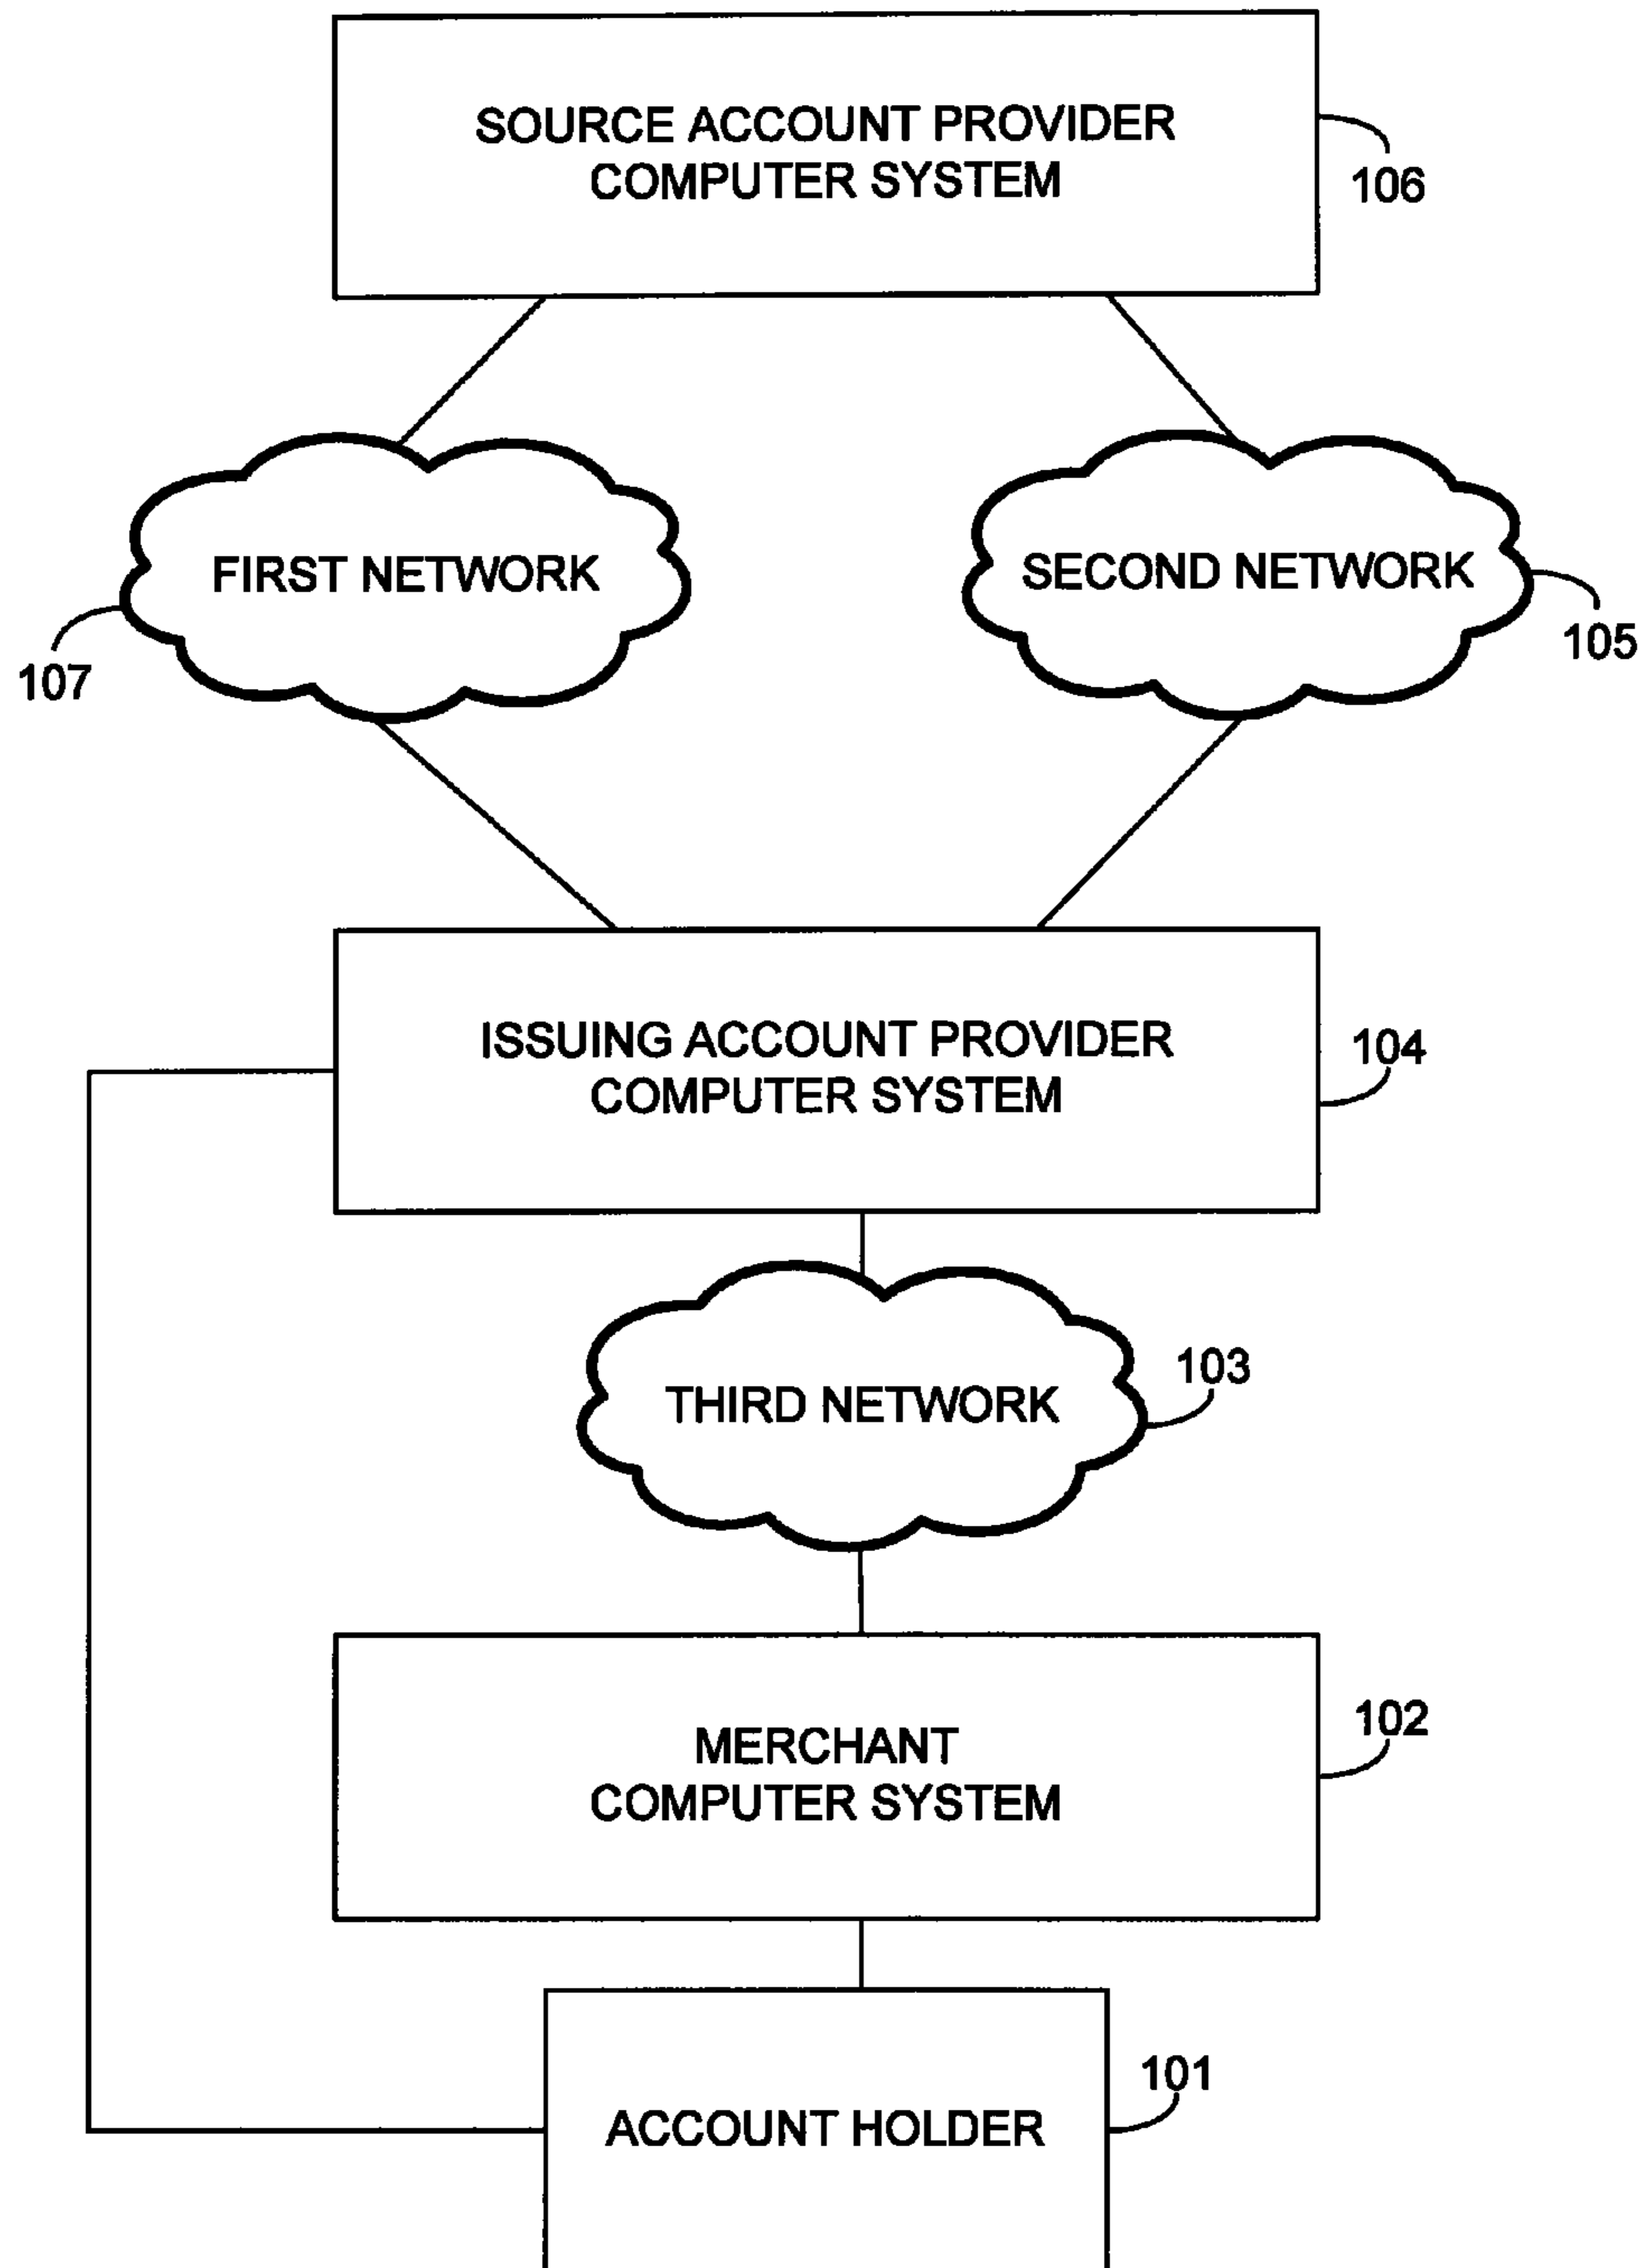 SOURCE ACCOUNT PROVIDER
COMPUTER SYSTEM
106
FIRST NETWORK
107
SECOND NETWORK
105
ISSUING ACCOUNT PROVIDER
COMPUTER SYSTEM
104
THIRD NETWORK
103
MERCHANT
COMPUTER SYSTEM
102
ACCOUNT HOLDER
101